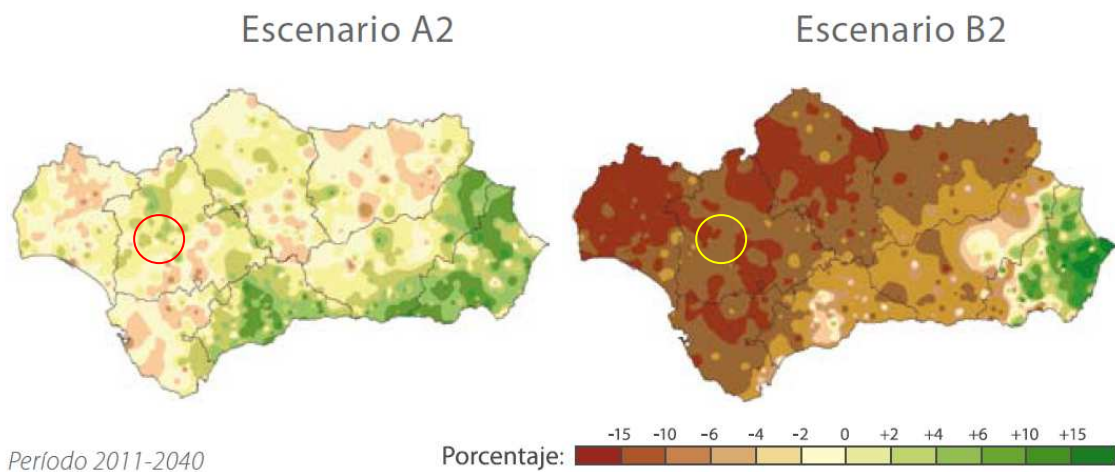 Escenario A2
Escenario B2
Período 2011-2040
Porcentaje:
-15 -10 -6 -4 -2 0 +2 +4 +6 +10 +15